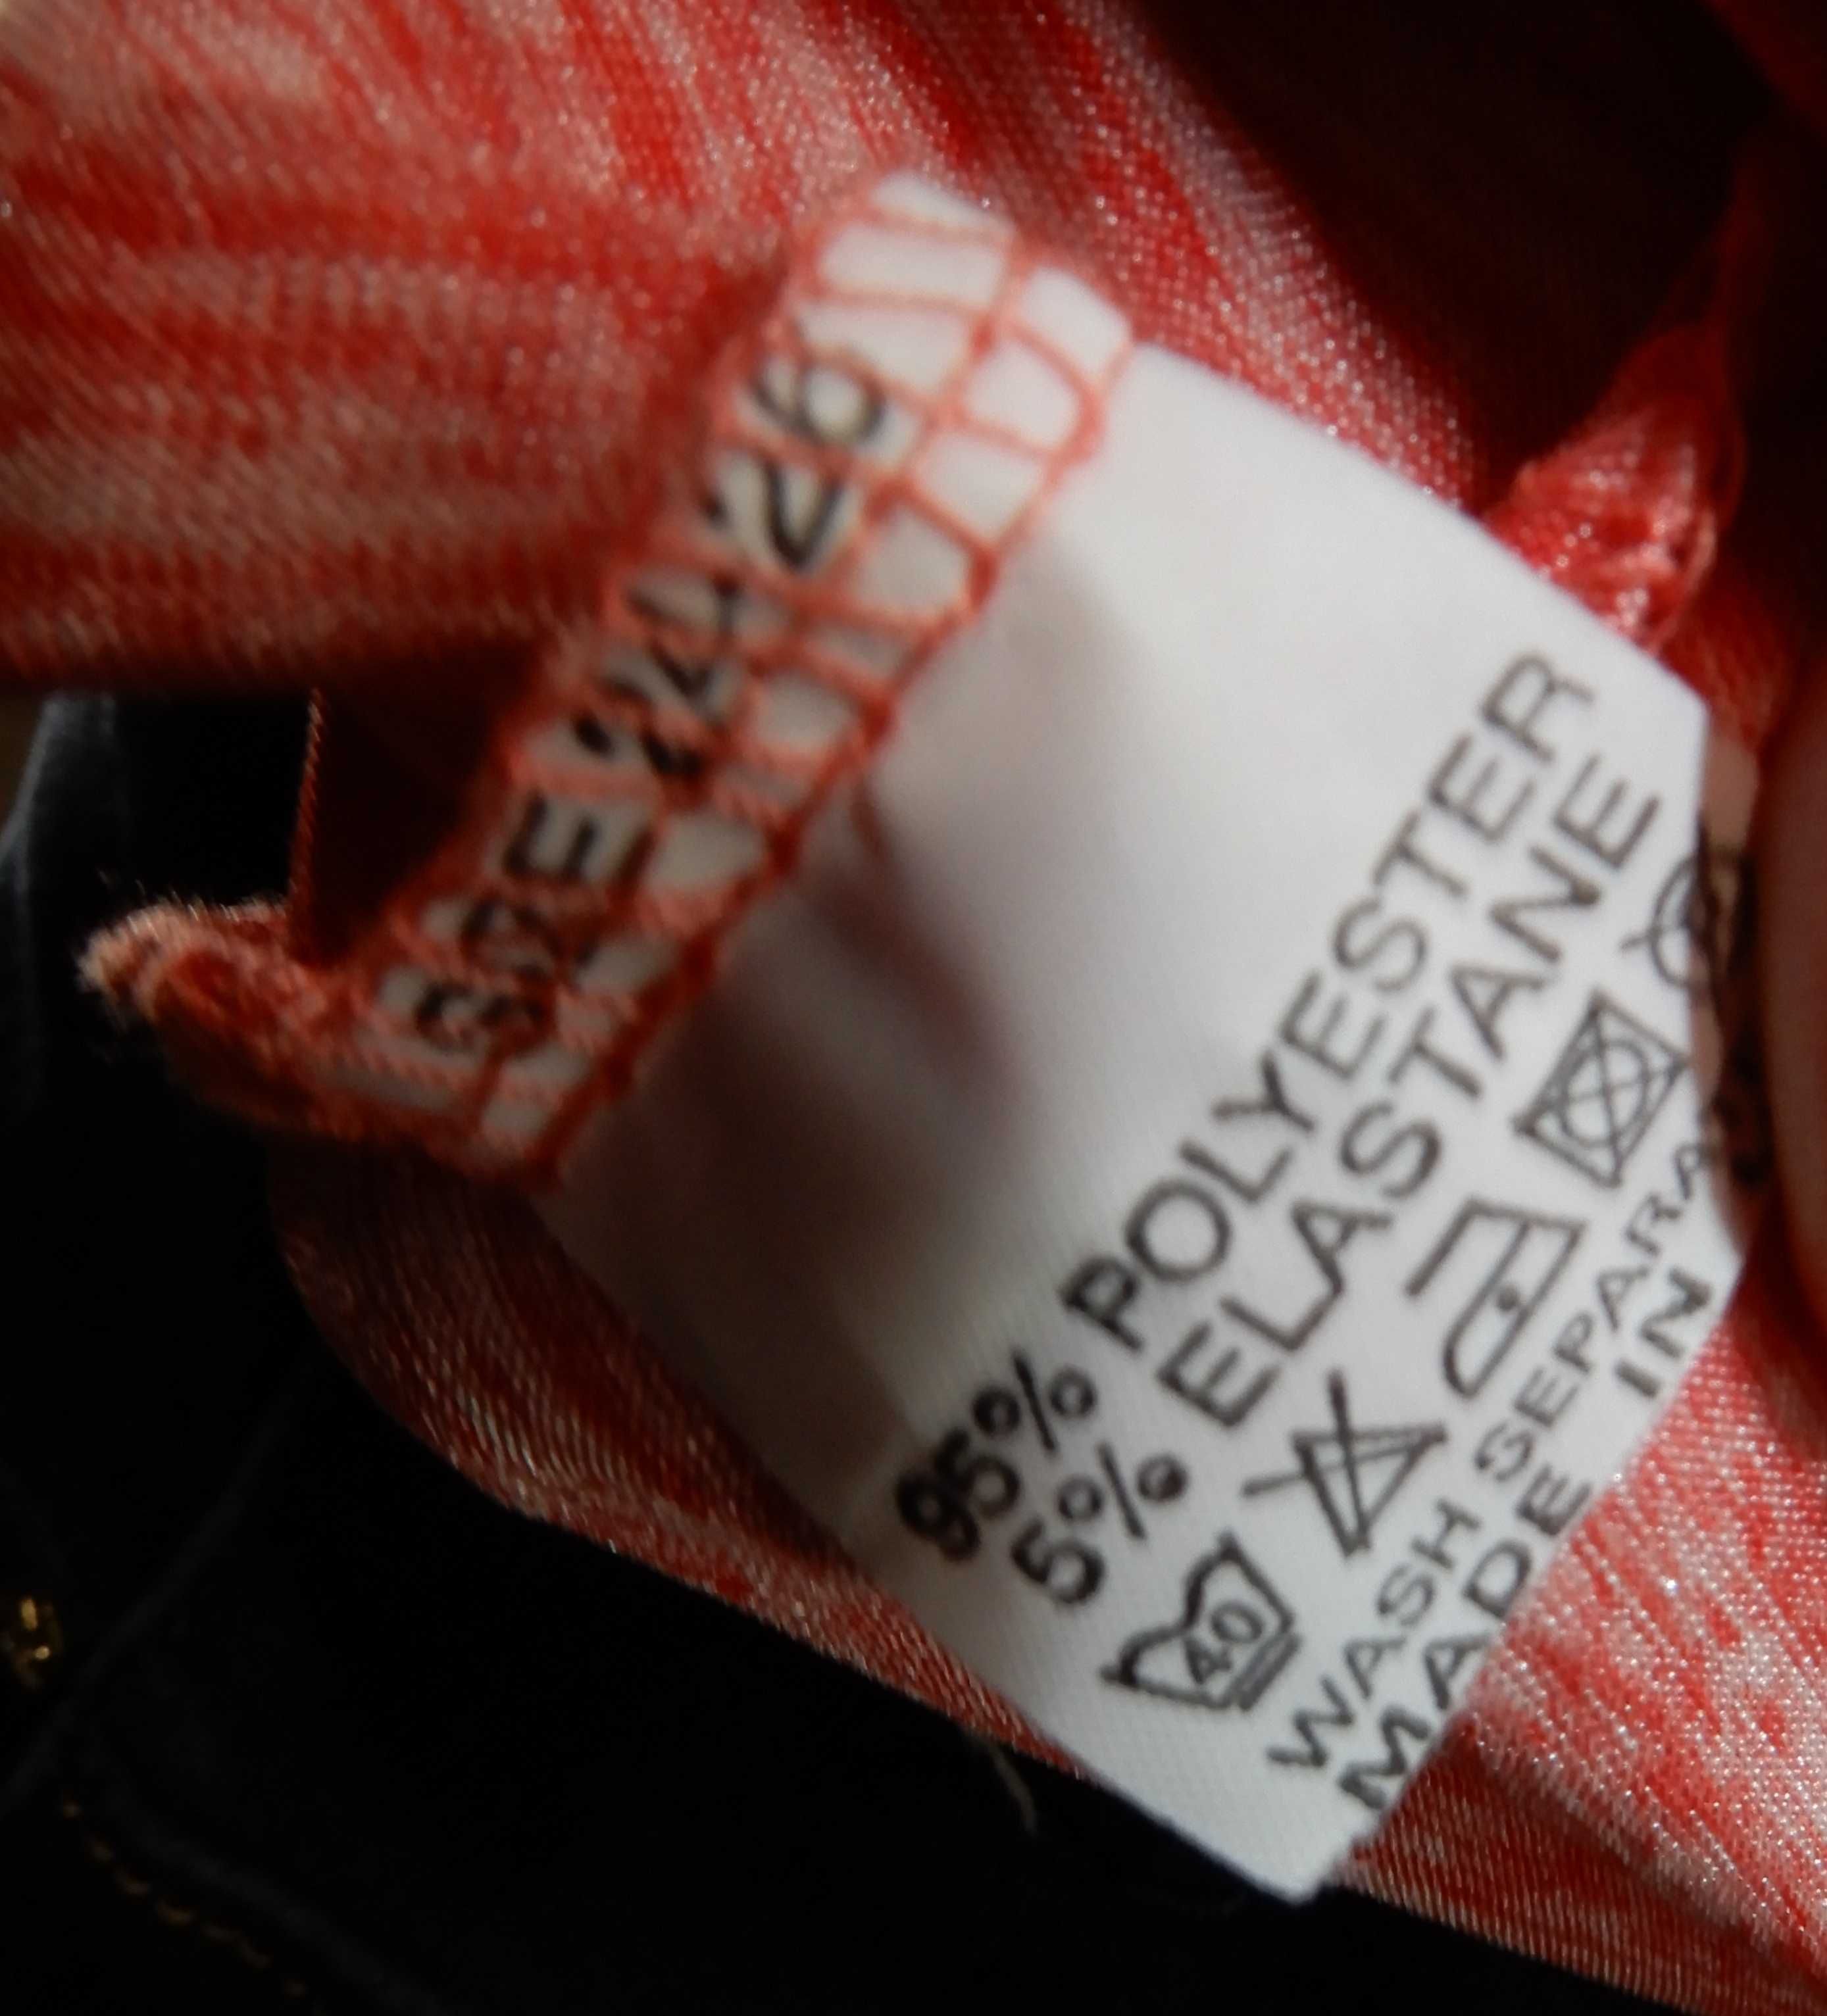 95% POLYESTER
5% ELASTANE
40
WASH SEPARA
MADE IN